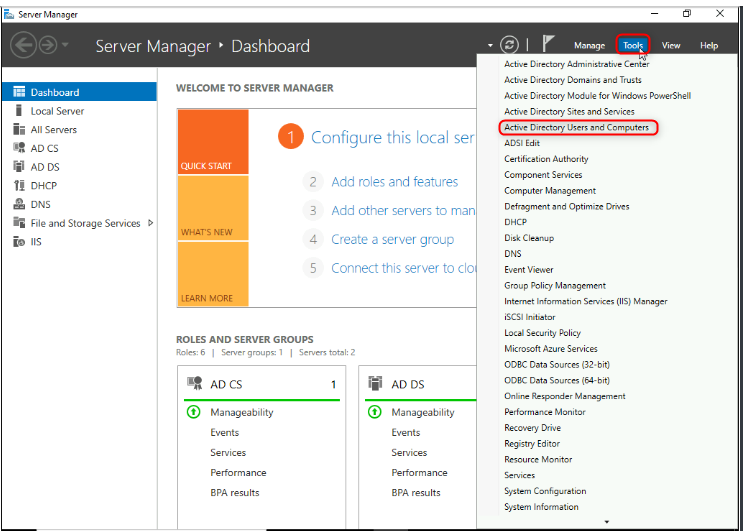 Server Manager
Server Manager • Dashboard
Manage Tools View Help
Dashboard
Local Server
All Servers
AD CS
AD DS
DHCP
DNS
File and Storage Services
IIS
WELCOME TO SERVER MANAGER
QUICK START
WHAT'S NEW
LEARN MORE
1 Configure this local ser
2 Add roles and features
3 Add other servers to man
4 Create a server group
5 Connect this server to clo
ROLES AND SERVER GROUPS
Roles: 6 | Server groups: 1 | Servers total: 2
AD CS 1
Manageability
Events
Services
Performance
BPA results
AD DS
Manageability
Events
Services
Performance
BPA results
Active Directory Administrative Center
Active Directory Domains and Trusts
Active Directory Module for Windows PowerShell
Active Directory Sites and Services
Active Directory Users and Computers
ADSI Edit
Certification Authority
Component Services
Computer Management
Defragment and Optimize Drives
DHCP
Disk Cleanup
DNS
Event Viewer
Group Policy Management
Internet Information Services (IIS) Manager
iSCSI Initiator
Local Security Policy
Microsoft Azure Services
ODBC Data Sources (32-bit)
ODBC Data Sources (64-bit)
Online Responder Management
Performance Monitor
Recovery Drive
Registry Editor
Resource Monitor
Services
System Configuration
System Information